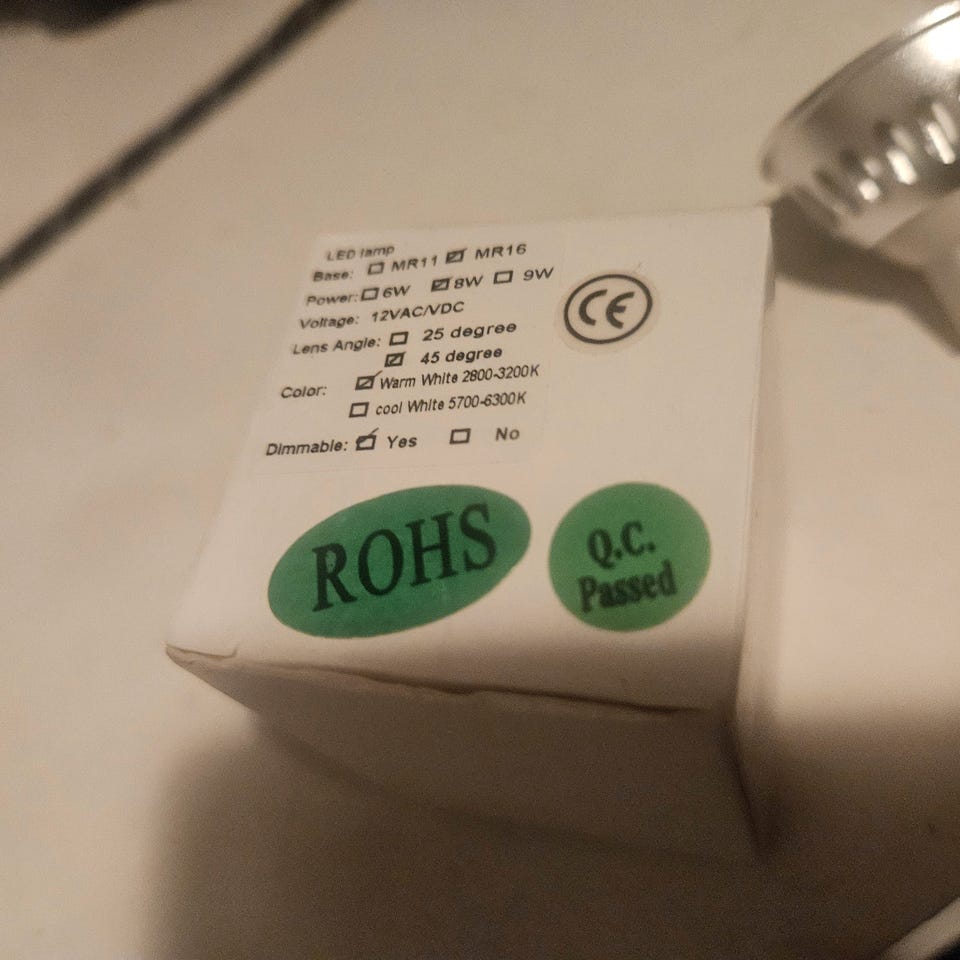 LED lamp
Base: ☐ MR11 ☑ MR16
Power: ☐ 6W ☑ 8W ☐ 9W
Voltage: 12VAC/VDC
Lens Angle: ☐ 25 degree
☑ 45 degree
Color: ☑ Warm White 2800-3200K
☐ cool White 5700-6300K
Dimmable: ☑ Yes ☐ No
CE
ROHS
Q.C.
Passed